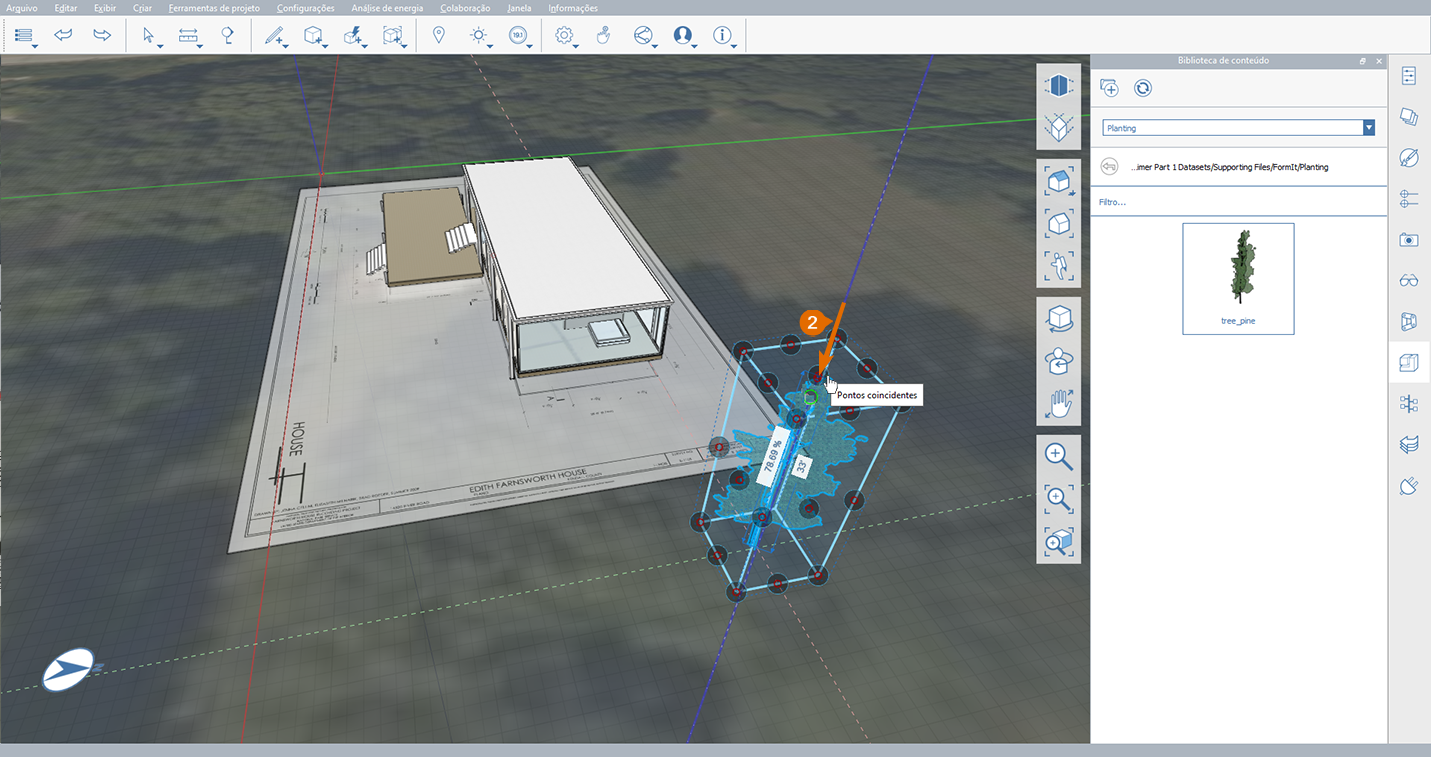 Arquivo Editar Exibir Criar Ferramentas de projeto Configurações Análise de energia Colaboração Janela Informações
19.1
Biblioteca de conteúdo
Planting
...imer Part 1 Datasets/Supporting Files/FormIt/Planting
Filtro...
tree_pine
2
Pontos coincidentes
78.69 %
33'
HOUSE
EDITH FARNSWORTH HOUSE
N